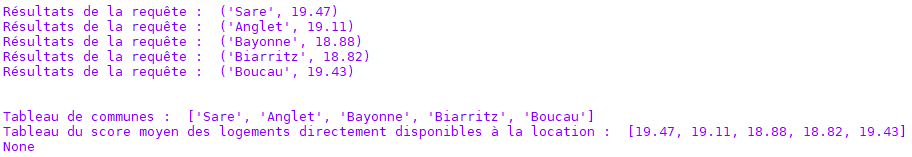 Résultats de la requête :  ('Sare', 19.47)
Résultats de la requête :  ('Anglet', 19.11)
Résultats de la requête :  ('Bayonne', 18.88)
Résultats de la requête :  ('Biarritz', 18.82)
Résultats de la requête :  ('Boucau', 19.43)
Tableau de communes :  ['Sare', 'Anglet', 'Bayonne', 'Biarritz', 'Boucau']
Tableau du score moyen des logements directement disponibles à la location :  [19.47, 19.11, 18.88, 18.82, 19.43]
None